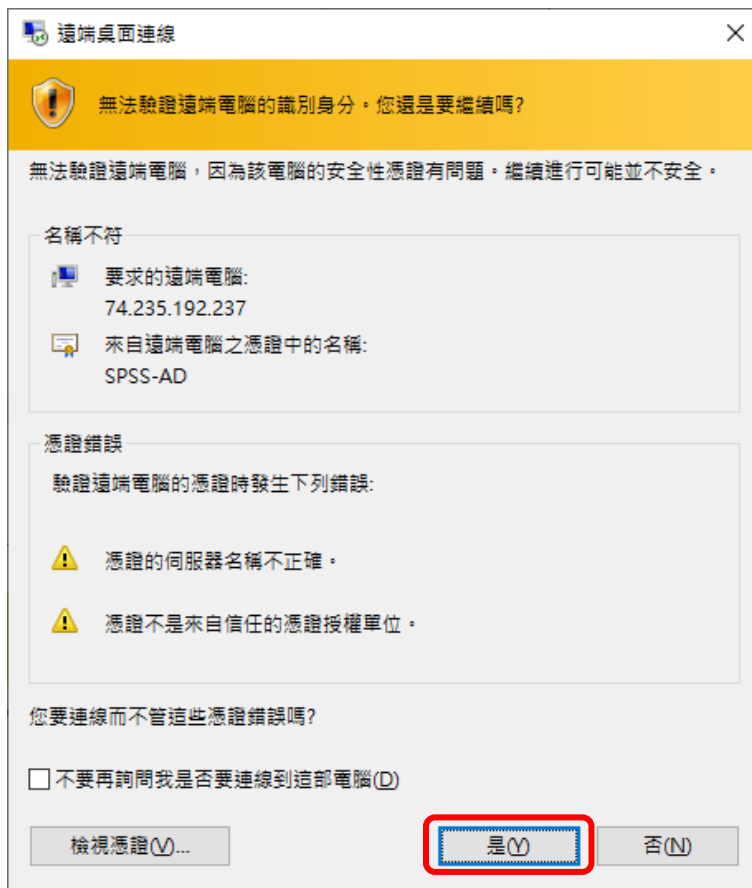 遠端桌面連線
無法驗證遠端電腦的識別身分。您還是要繼續嗎?
無法驗證遠端電腦，因為該電腦的安全性憑證有問題。繼續進行可能並不安全。
名稱不符
要求的遠端電腦:
74.235.192.237
來自遠端電腦之憑證中的名稱:
SPSS-AD
憑證錯誤
驗證遠端電腦的憑證時發生下列錯誤:
憑證的伺服器名稱不正確。
憑證不是來自信任的憑證授權單位。
您要連線而不管這些憑證錯誤嗎?
不要再詢問我是否要連線到這部電腦(D)
檢視憑證(V)... 是(Y) 否(N)